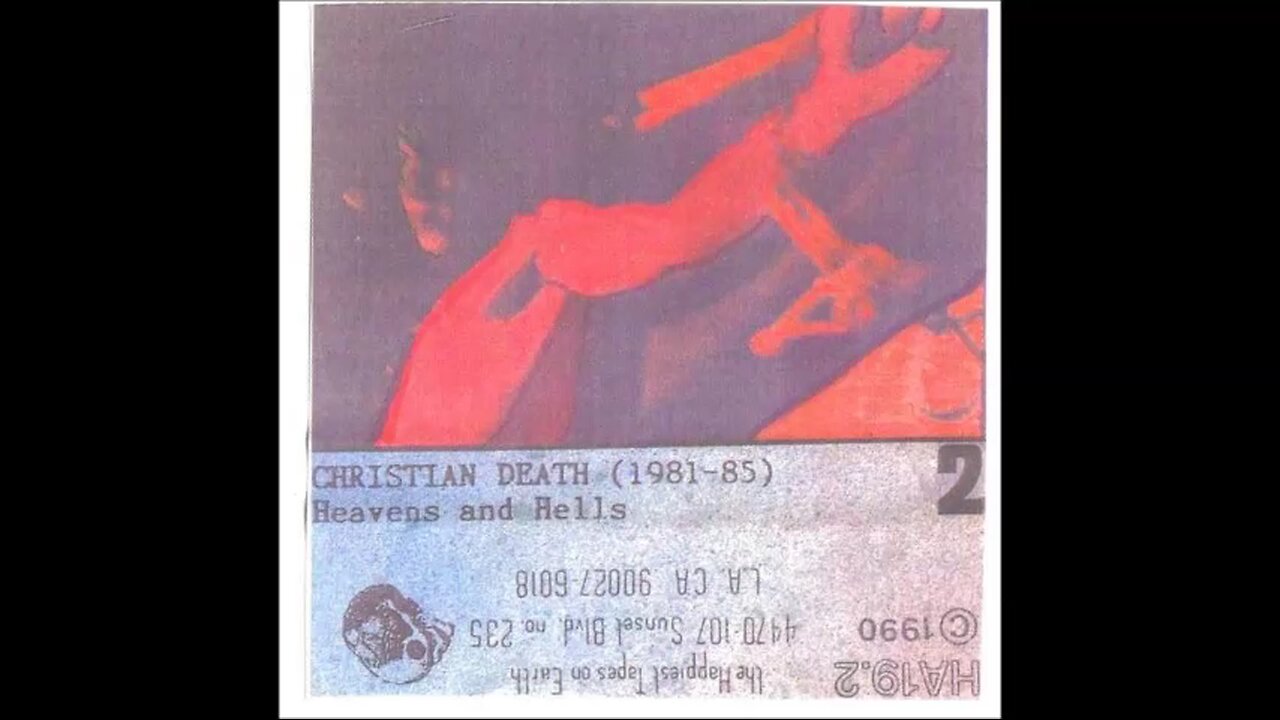 CHRISTIAN DEATH (1981-85)
Heavens and Hells
2
HA19.2
©1990
the Happiest Tapes on Earth
4470-107 Sunset Blvd. no. 235
L.A. CA 90027-6018